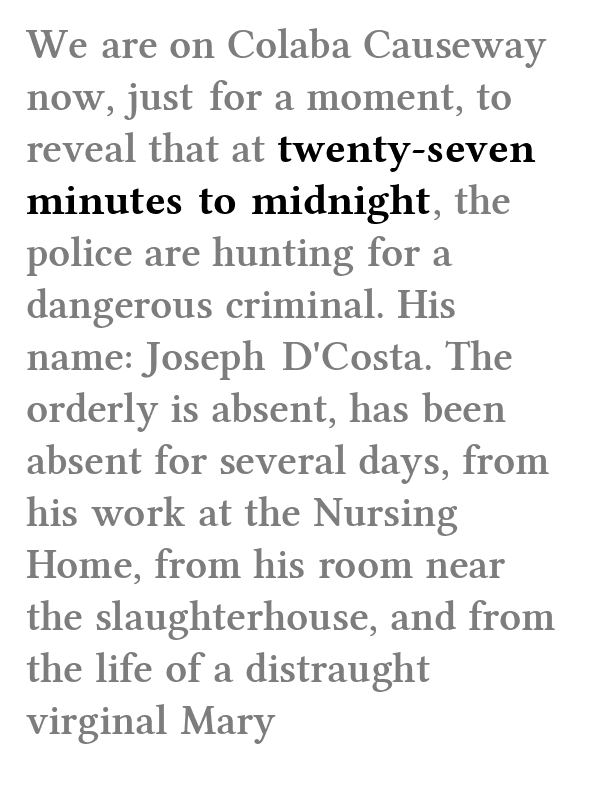 We are on Colaba Causeway
now, just for a moment, to
reveal that at twenty-seven
minutes to midnight, the
police are hunting for a
dangerous criminal. His
name: Joseph D'Costa. The
orderly is absent, has been
absent for several days, from
his work at the Nursing
Home, from his room near
the slaughterhouse, and from
the life of a distraught
virginal Mary